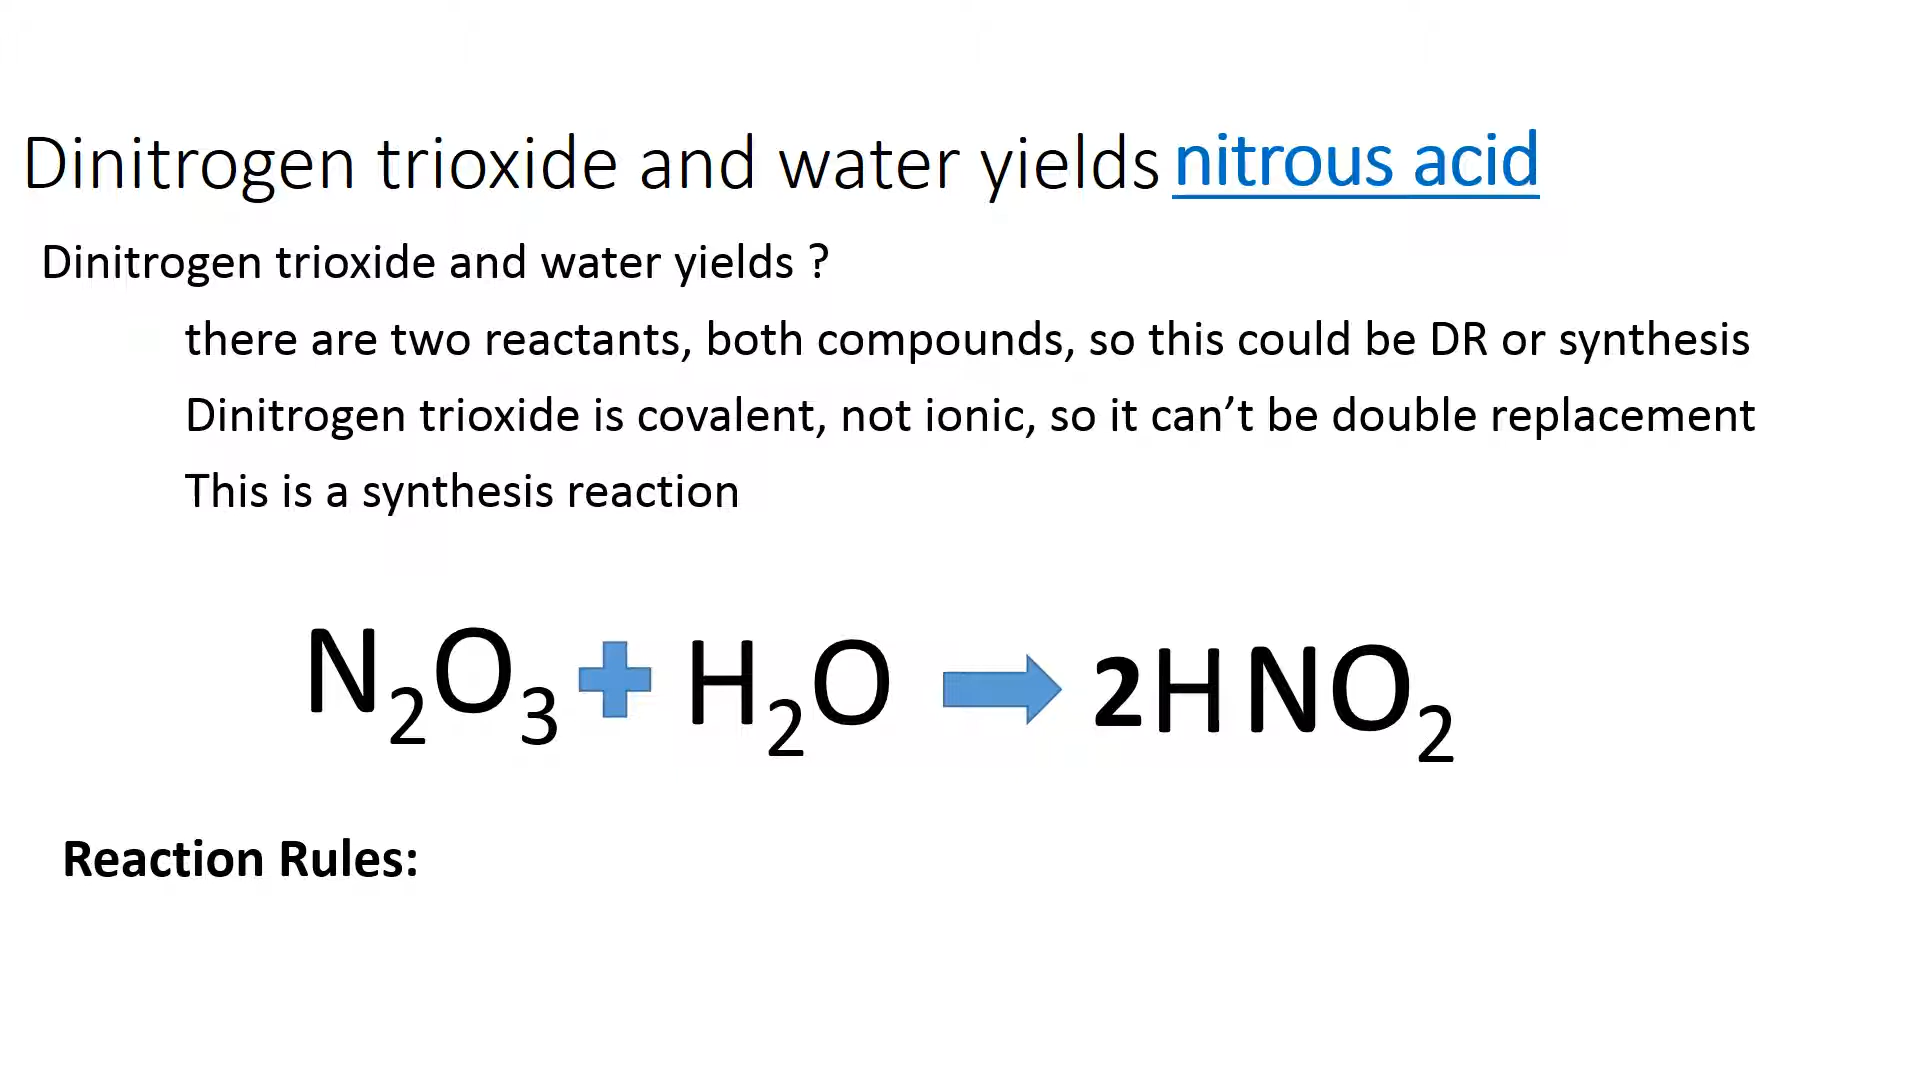 Dinitrogen trioxide and water yields nitrous acid
Dinitrogen trioxide and water yields ?
there are two reactants, both compounds, so this could be DR or synthesis
Dinitrogen trioxide is covalent, not ionic, so it can’t be double replacement
This is a synthesis reaction
N₂O₃ + H₂O → 2HNO₂
Reaction Rules: